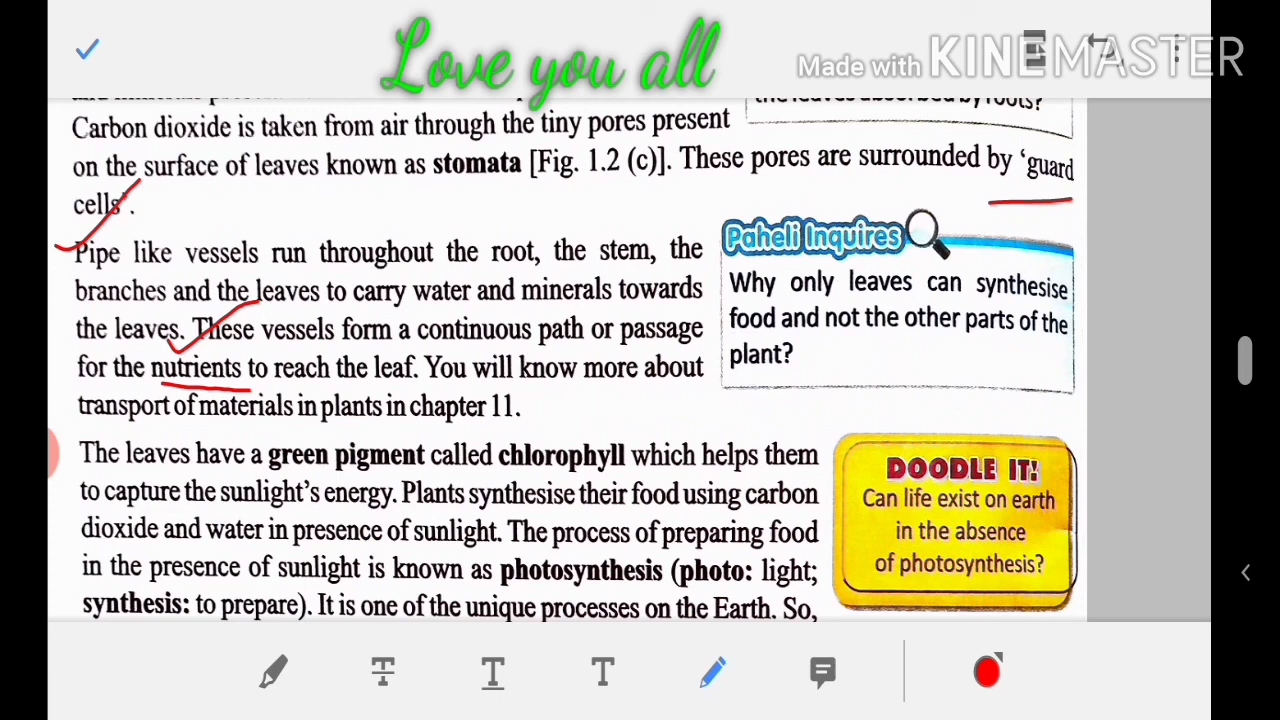 Love you all
Made with KINEMASTER
the leaves absorbed by roots?
Carbon dioxide is taken from air through the tiny pores present
on the surface of leaves known as stomata [Fig. 1.2 (c)]. These pores are surrounded by ‘guard
cells’.
Pipe like vessels run throughout the root, the stem, the
branches and the leaves to carry water and minerals towards
the leaves. These vessels form a continuous path or passage
for the nutrients to reach the leaf. You will know more about
transport of materials in plants in chapter 11.
Paheli Inquires
Why only leaves can synthesise
food and not the other parts of the
plant?
The leaves have a green pigment called chlorophyll which helps them
to capture the sunlight’s energy. Plants synthesise their food using carbon
dioxide and water in presence of sunlight. The process of preparing food
in the presence of sunlight is known as photosynthesis (photo: light;
synthesis: to prepare). It is one of the unique processes on the Earth. So,
DOODLE IT!
Can life exist on earth
in the absence
of photosynthesis?